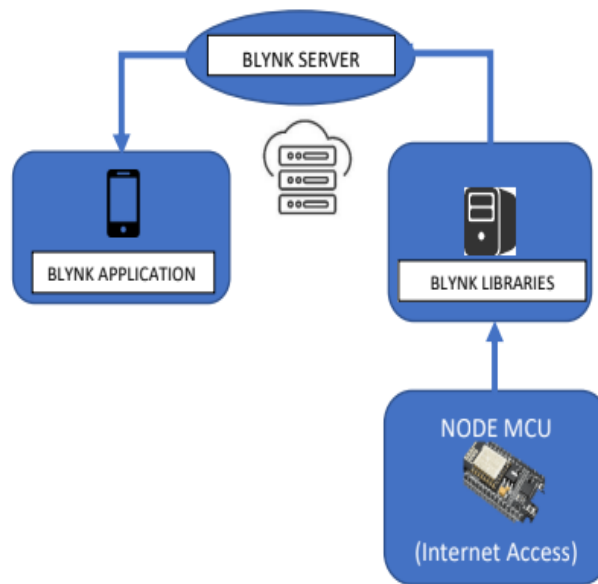 BLYNK SERVER
BLYNK APPLICATION
BLYNK LIBRARIES
NODE MCU
(Internet Access)